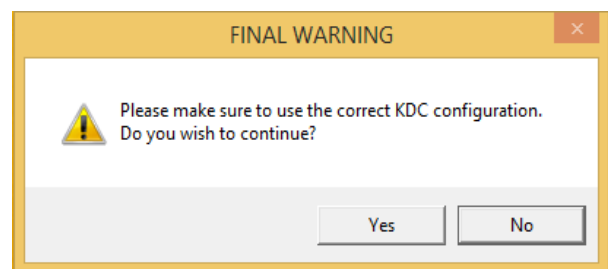 FINAL WARNING
Please make sure to use the correct KDC configuration.
Do you wish to continue?
Yes No